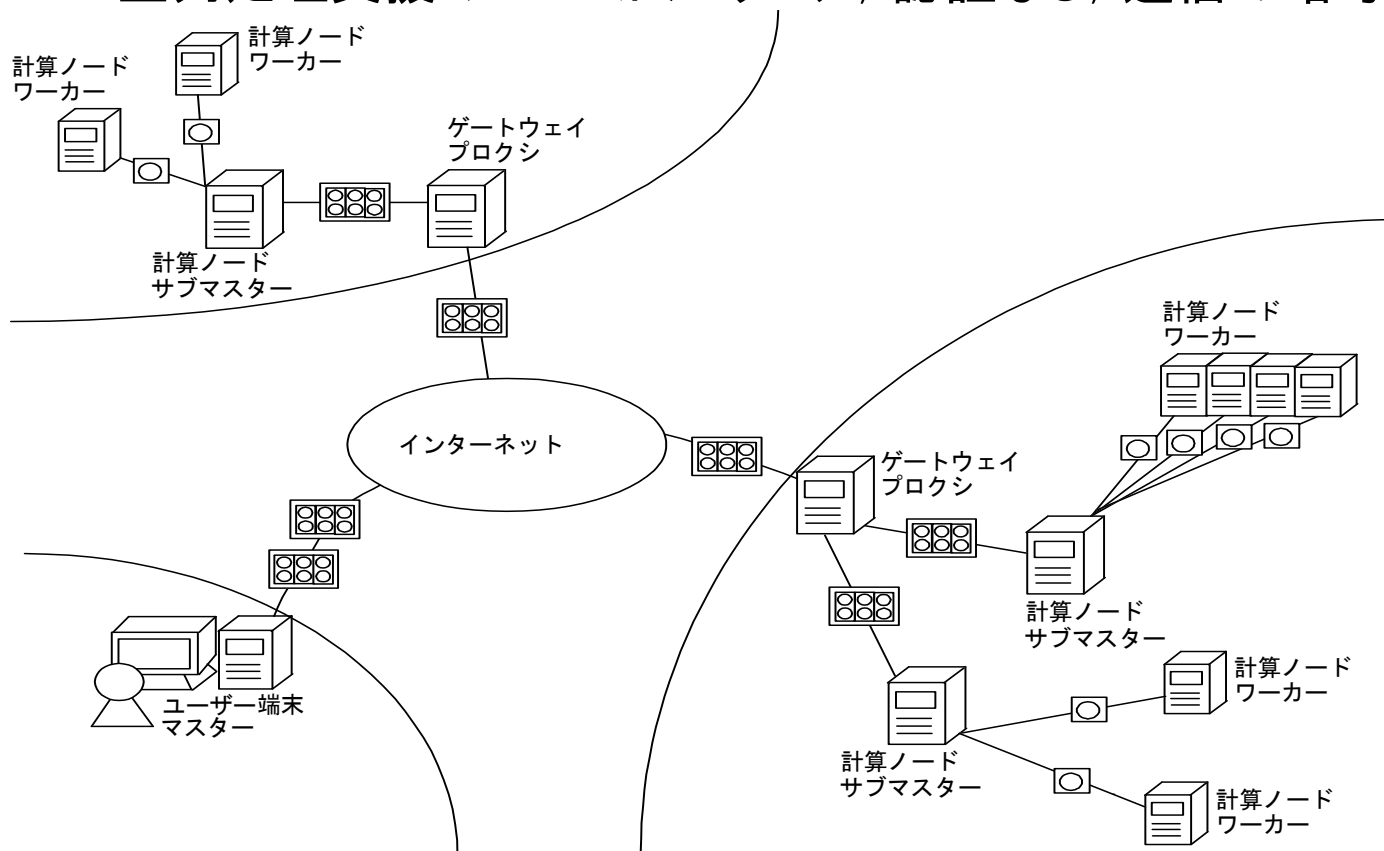 計算ノード
ワーカー
計算ノード
ワーカー
ゲートウェイ
プロクシ
計算ノード
サブマスター
計算ノード
ワーカー
インターネット
ゲートウェイ
プロクシ
計算ノード
サブマスター
ユーザー端末
マスター
計算ノード
ワーカー
計算ノード
サブマスター
計算ノード
ワーカー